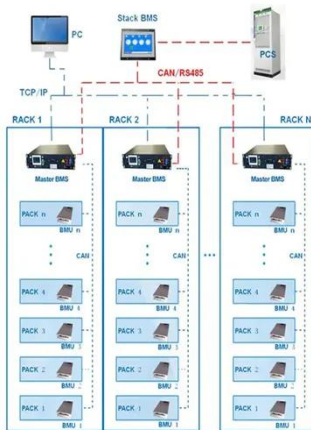 PC
Stack BMS
PCS
CAN/RS485
TCP/IP
RACK 1
RACK 2
RACK N
Master BMS
Master BMS
Master BMS
PACK n
BMU n
PACK n
BMU n
PACK n
BMU n
CAN
CAN
CAN
PACK 4
BMU 4
PACK 4
BMU 4
PACK 4
BMU 4
PACK 3
BMU 3
PACK 3
BMU 3
PACK 3
BMU 3
PACK 2
BMU 2
PACK 2
BMU 2
PACK 2
BMU 2
PACK 1
BMU 1
PACK 1
BMU 1
PACK 1
BMU 1